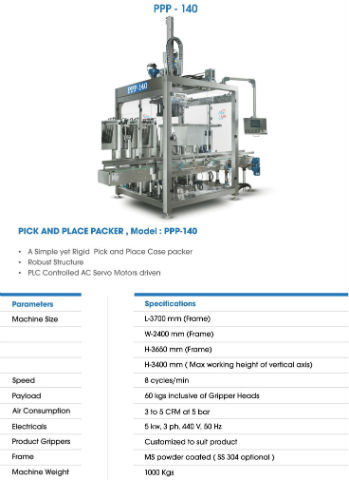 PPP - 140
PPP-140
PICK AND PLACE PACKER , Model : PPP-140
• A Simple yet Rigid Pick and Place Case packer
• Robust Structure
• PLC Controlled AC Servo Motors driven
Parameters Specifications
Machine Size L-3700 mm (Frame)
W-2400 mm (Frame)
H-3650 mm (Frame)
H-3400 mm ( Max working height of vertical axis)
Speed 8 cycles/min
Payload 60 kgs inclusive of Gripper Heads
Air Consumption 3 to 5 CFM at 5 bar
Electricals 5 kw, 3 ph, 440 V, 50 Hz
Product Grippers Customized to suit product
Frame MS powder coated ( SS 304 optional )
Machine Weight 1000 Kgs